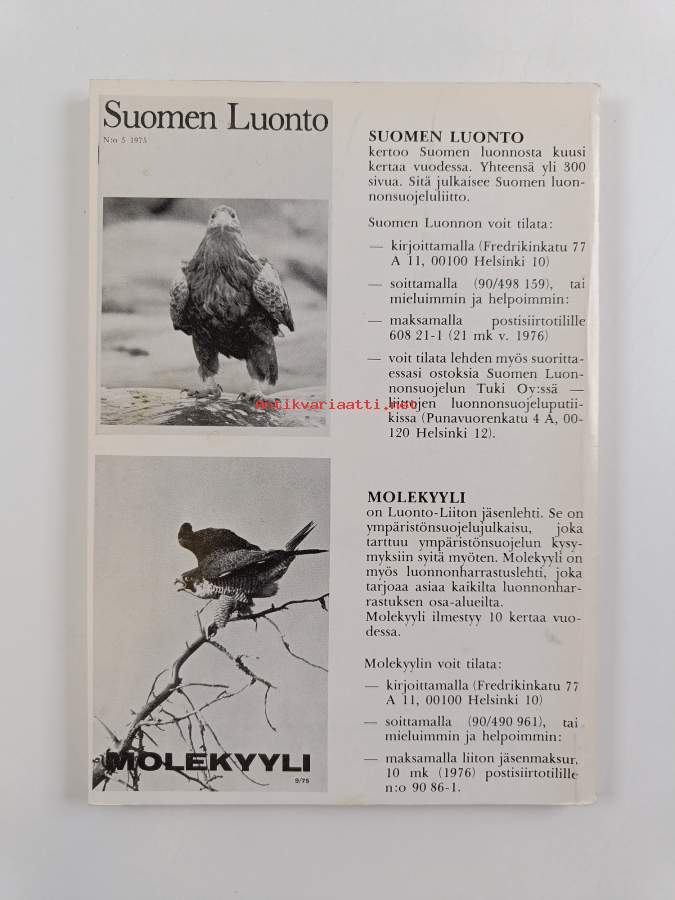 Suomen Luonto
N:o 5 1975
SUOMEN LUONTO
kertoo Suomen luonnosta kuusi
kertaa vuodessa. Yhteensä yli 300
sivua. Sitä julkaisee Suomen luon-
nonsuojeluliitto.
Suomen Luonnon voit tilata:
— kirjoittamalla (Fredrikinkatu 77
A 11, 00100 Helsinki 10)
— soittamalla (90/498 159), tai
mieluimmin ja helpoimmin:
— maksamalla postisiirtotilille
608 21-1 (21 mk v. 1976)
— voit tilata lehden myös suoritta-
essasi ostoksia Suomen Luon-
nonsuojelun Tuki Oy:ssä —
liittojen luonnonsuojeluputii-
kissa (Punavuorenkatu 4 A, 00-
120 Helsinki 12).
Antikvariaatti.net
MOLEKYYLI
on Luonto-Liiton jäsenlehti. Se on
ympäristönsuojelujulkaisu, joka
tarttuu ympäristönsuojelun kysy-
myksiin syitä myöten. Molekyyli on
myös luonnonharrastuslehti, joka
tarjoaa asiaa kaikilta luonnonhar-
rastuksen osa-alueilta.
Molekyyli ilmestyy 10 kertaa vuo-
dessa.
Molekyylin voit tilata:
— kirjoittamalla (Fredrikinkatu 77
A 11, 00100 Helsinki 10)
— soittamalla (90/490 961), tai
mieluimmin ja helpoimmin:
— maksamalla liiton jäsenmaksur,
10 mk (1976) postisiirtotilille
n:o 90 86-1.
MOLEKYYLI
9/75